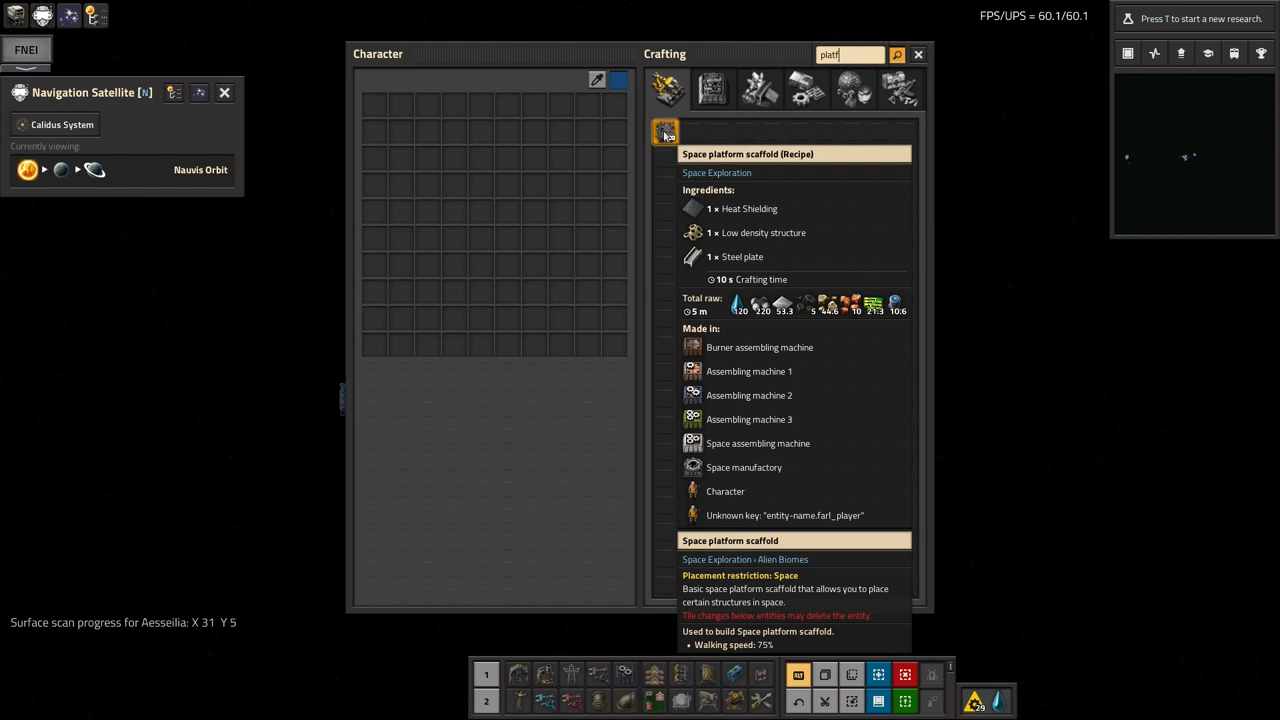 FPS/UPS = 60.1/60.1
Press T to start a new research.
FNEI
Navigation Satellite [N]
Calidus System
Currently viewing:
Nauvis Orbit
Character
Crafting
platf
Space platform scaffold (Recipe)
Space Exploration
Ingredients:
1 × Heat Shielding
1 × Low density structure
1 × Steel plate
10 s Crafting time
Total raw:
5 m
120 220 53.3 5 44.6 10 21.3 10.6
Made in:
Burner assembling machine
Assembling machine 1
Assembling machine 2
Assembling machine 3
Space assembling machine
Space manufactory
Character
Unknown key: "entity-name.farl_player"
Space platform scaffold
Space Exploration › Alien Biomes
Placement restriction: Space
Basic space platform scaffold that allows you to place
certain structures in space.
Tile changes below entities may delete the entity.
Used to build Space platform scaffold.
• Walking speed: 75%
Surface scan progress for Aesseilia: X 31 Y 5
1
ALT
2
29